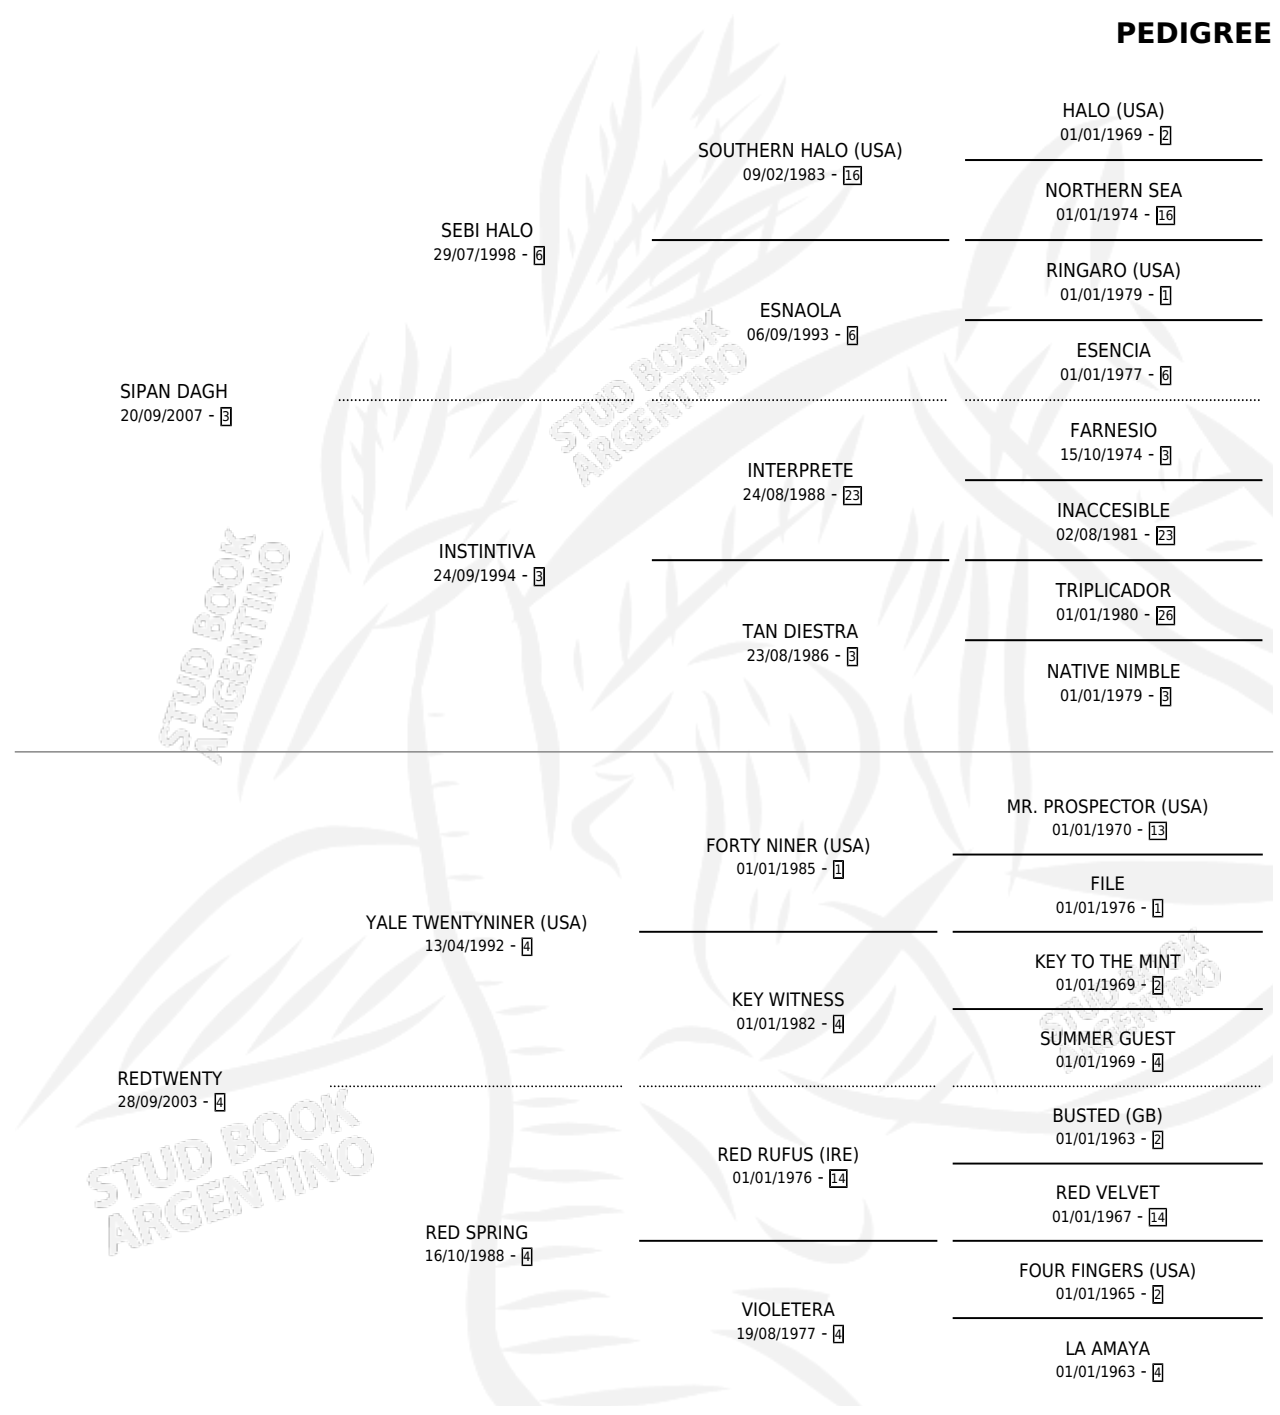 PEDIGREE
HALO (USA)
01/01/1969 - 2
SOUTHERN HALO (USA)
09/02/1983 - 16
NORTHERN SEA
01/01/1974 - 16
SEBI HALO
29/07/1998 - 6
RINGARO (USA)
01/01/1979 - 1
ESNAOLA
06/09/1993 - 6
ESENCIA
01/01/1977 - 6
SIPAN DAGH
20/09/2007 - 3
FARNESIO
15/10/1974 - 3
INTERPRETE
24/08/1988 - 23
INACCESIBLE
02/08/1981 - 23
INSTINTIVA
24/09/1994 - 3
TRIPLICADOR
01/01/1980 - 26
TAN DIESTRA
23/08/1986 - 3
NATIVE NIMBLE
01/01/1979 - 3
STUD BOOK
ARGENTINO
STUD BOOK
ARGENTINO
MR. PROSPECTOR (USA)
01/01/1970 - 13
FORTY NINER (USA)
01/01/1985 - 1
FILE
01/01/1976 - 1
YALE TWENTYNINER (USA)
13/04/1992 - 4
KEY TO THE MINT
01/01/1969 - 2
KEY WITNESS
01/01/1982 - 4
SUMMER GUEST
01/01/1969 - 4
REDTWENTY
28/09/2003 - 4
BUSTED (GB)
01/01/1963 - 2
RED RUFUS (IRE)
01/01/1976 - 14
RED VELVET
01/01/1967 - 14
RED SPRING
16/10/1988 - 4
FOUR FINGERS (USA)
01/01/1965 - 2
VIOLETERA
19/08/1977 - 4
LA AMAYA
01/01/1963 - 4
STUD BOOK
ARGENTINO
STUD BOOK
ARGENTINO